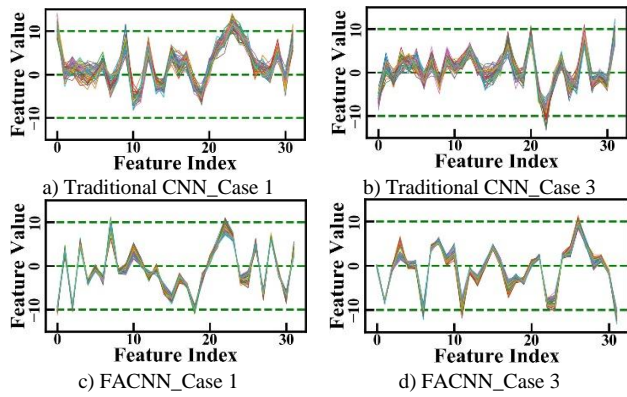 Feature Value
10
0
-10
0 10 20 30
Feature Index
a) Traditional CNN_Case 1
Feature Value
10
0
-10
0 10 20 30
Feature Index
b) Traditional CNN_Case 3
Feature Value
10
0
-10
0 10 20 30
Feature Index
c) FACNN_Case 1
Feature Value
10
0
-10
0 10 20 30
Feature Index
d) FACNN_Case 3